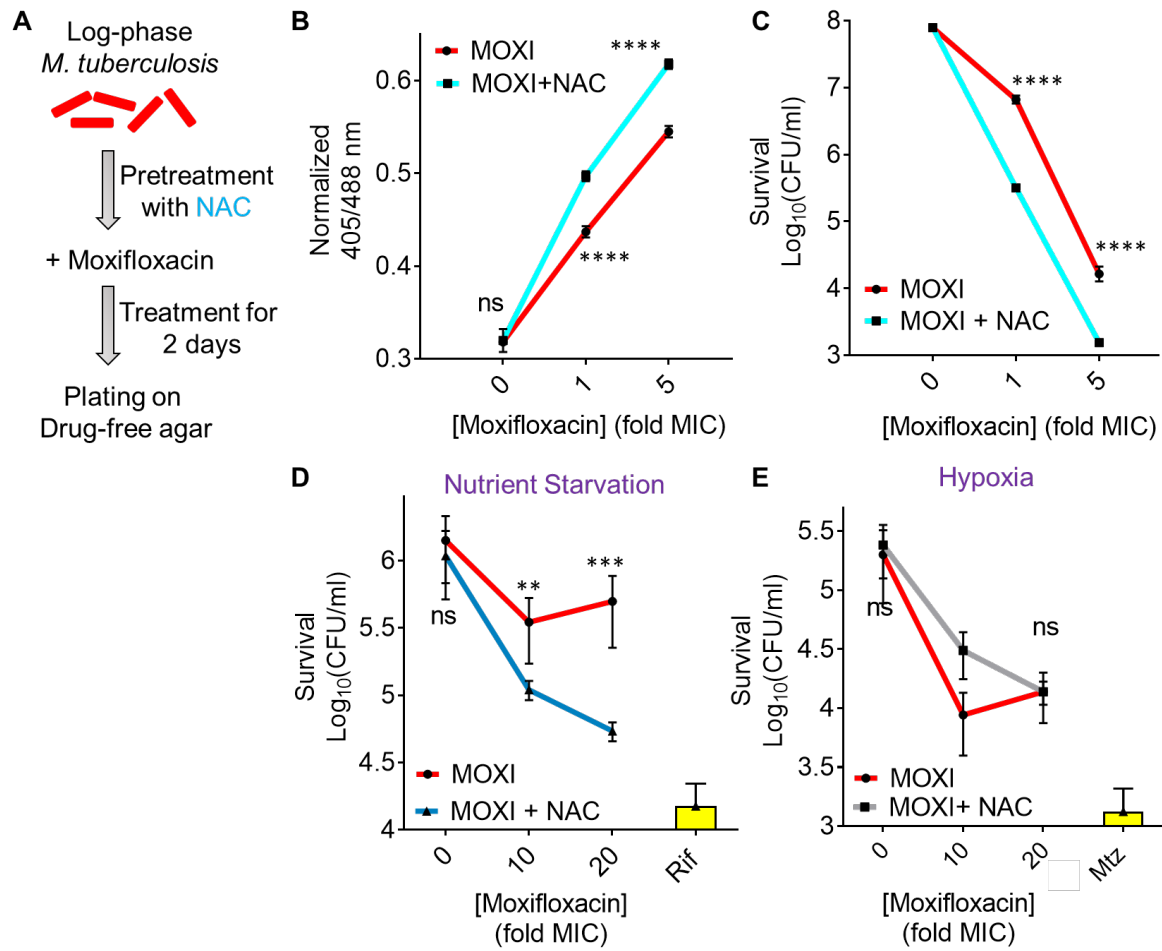 A
Log-phase
M. tuberculosis
Pretreatment
with NAC
+ Moxifloxacin
Treatment for
2 days
Plating on
Drug-free agar
B
MOXI
MOXI+NAC
****
****
ns
Normalized
405/488 nm
0.6
0.5
0.4
0.3
0
1
5
[Moxifloxacin] (fold MIC)
C
****
****
MOXI
MOXI + NAC
Survival
Log10(CFU/ml)
8
7
6
5
4
3
0
1
5
[Moxifloxacin] (fold MIC)
D
Nutrient Starvation
ns
**
***
MOXI
MOXI + NAC
Survival
Log10(CFU/ml)
6
5.5
5
4.5
4
0
10
20
Rif
[Moxifloxacin]
(fold MIC)
E
Hypoxia
ns
ns
MOXI
MOXI+ NAC
Survival
Log10(CFU/ml)
5.5
5
4.5
4
3
0
10
20
Mtz
[Moxifloxacin]
(fold MIC)